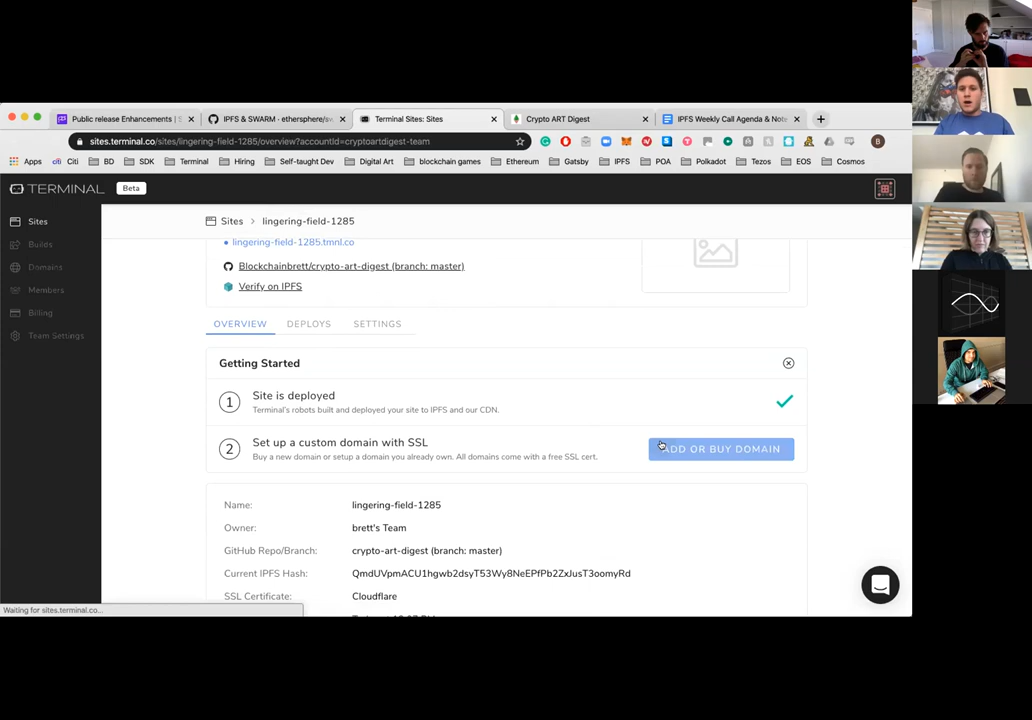 Public release Enhancements | S
IPFS & SWARM · ethersphere/sw
Terminal Sites: Sites
Crypto ART Digest
IPFS Weekly Call Agenda & Note
sites.terminal.co/sites/lingering-field-1285/overview?accountId=cryptoartdigest-team
B
Apps
Citi
BD
SDK
Terminal
Hiring
Self-taught Dev
Digital Art
blockchain games
Ethereum
Gatsby
IPFS
POA
Polkadot
Tezos
EOS
Cosmos
TERMINAL Beta
Sites
Builds
Domains
Members
Billing
Team Settings
Sites > lingering-field-1285
lingering-field-1285.tmnl.co
Blockchainbrett/crypto-art-digest (branch: master)
Verify on IPFS
OVERVIEW DEPLOYS SETTINGS
Getting Started
1 Site is deployed
Terminal's robots built and deployed your site to IPFS and our CDN.
2 Set up a custom domain with SSL
Buy a new domain or setup a domain you already own. All domains come with a free SSL cert.
ADD OR BUY DOMAIN
Name: lingering-field-1285
Owner: brett's Team
GitHub Repo/Branch: crypto-art-digest (branch: master)
Current IPFS Hash: QmdUVpmACU1hgwb2dsyT53Wy8NeEPfPb2ZxJusT3oomyRd
SSL Certificate: Cloudflare
Waiting for sites.terminal.co...